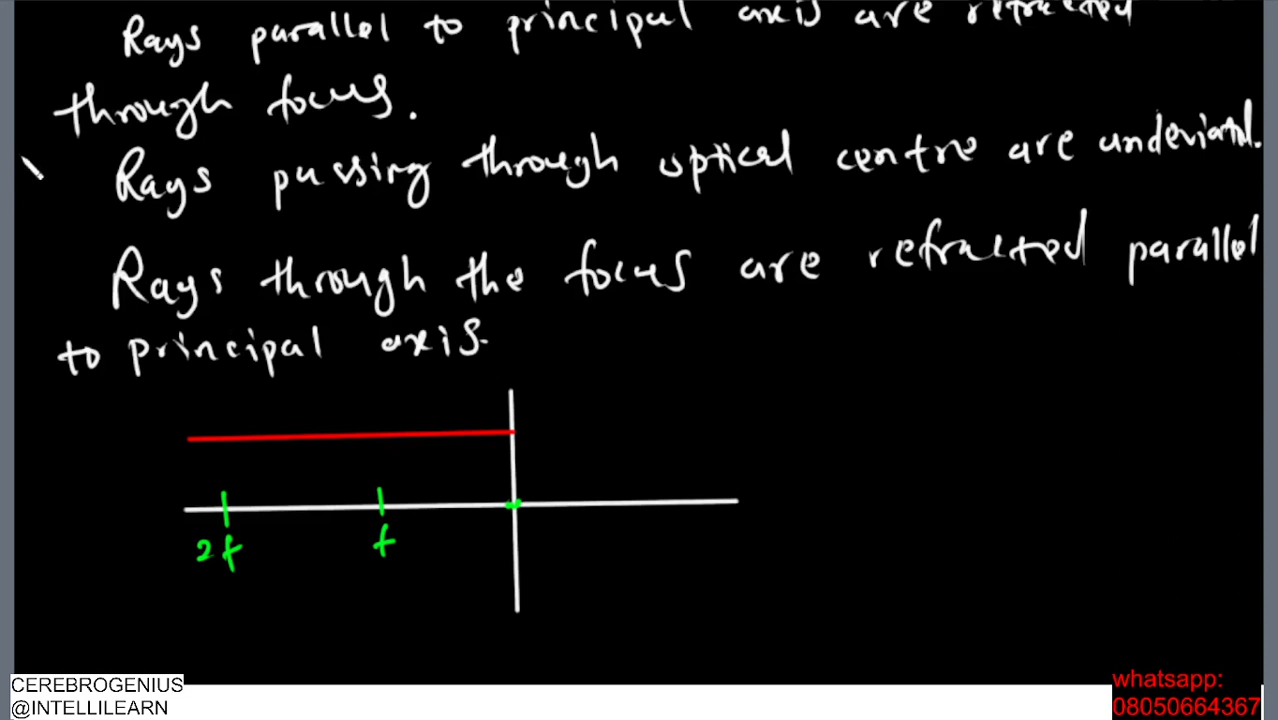 Rays parallel to principal axis are refracted
through focus.
Rays passing through optical centre are undeviated.
Rays through the focus are refracted parallel
to principal axis.
2f f
CEREBROGENIUS
@INTELLILEARN
whatsapp:
08050664367